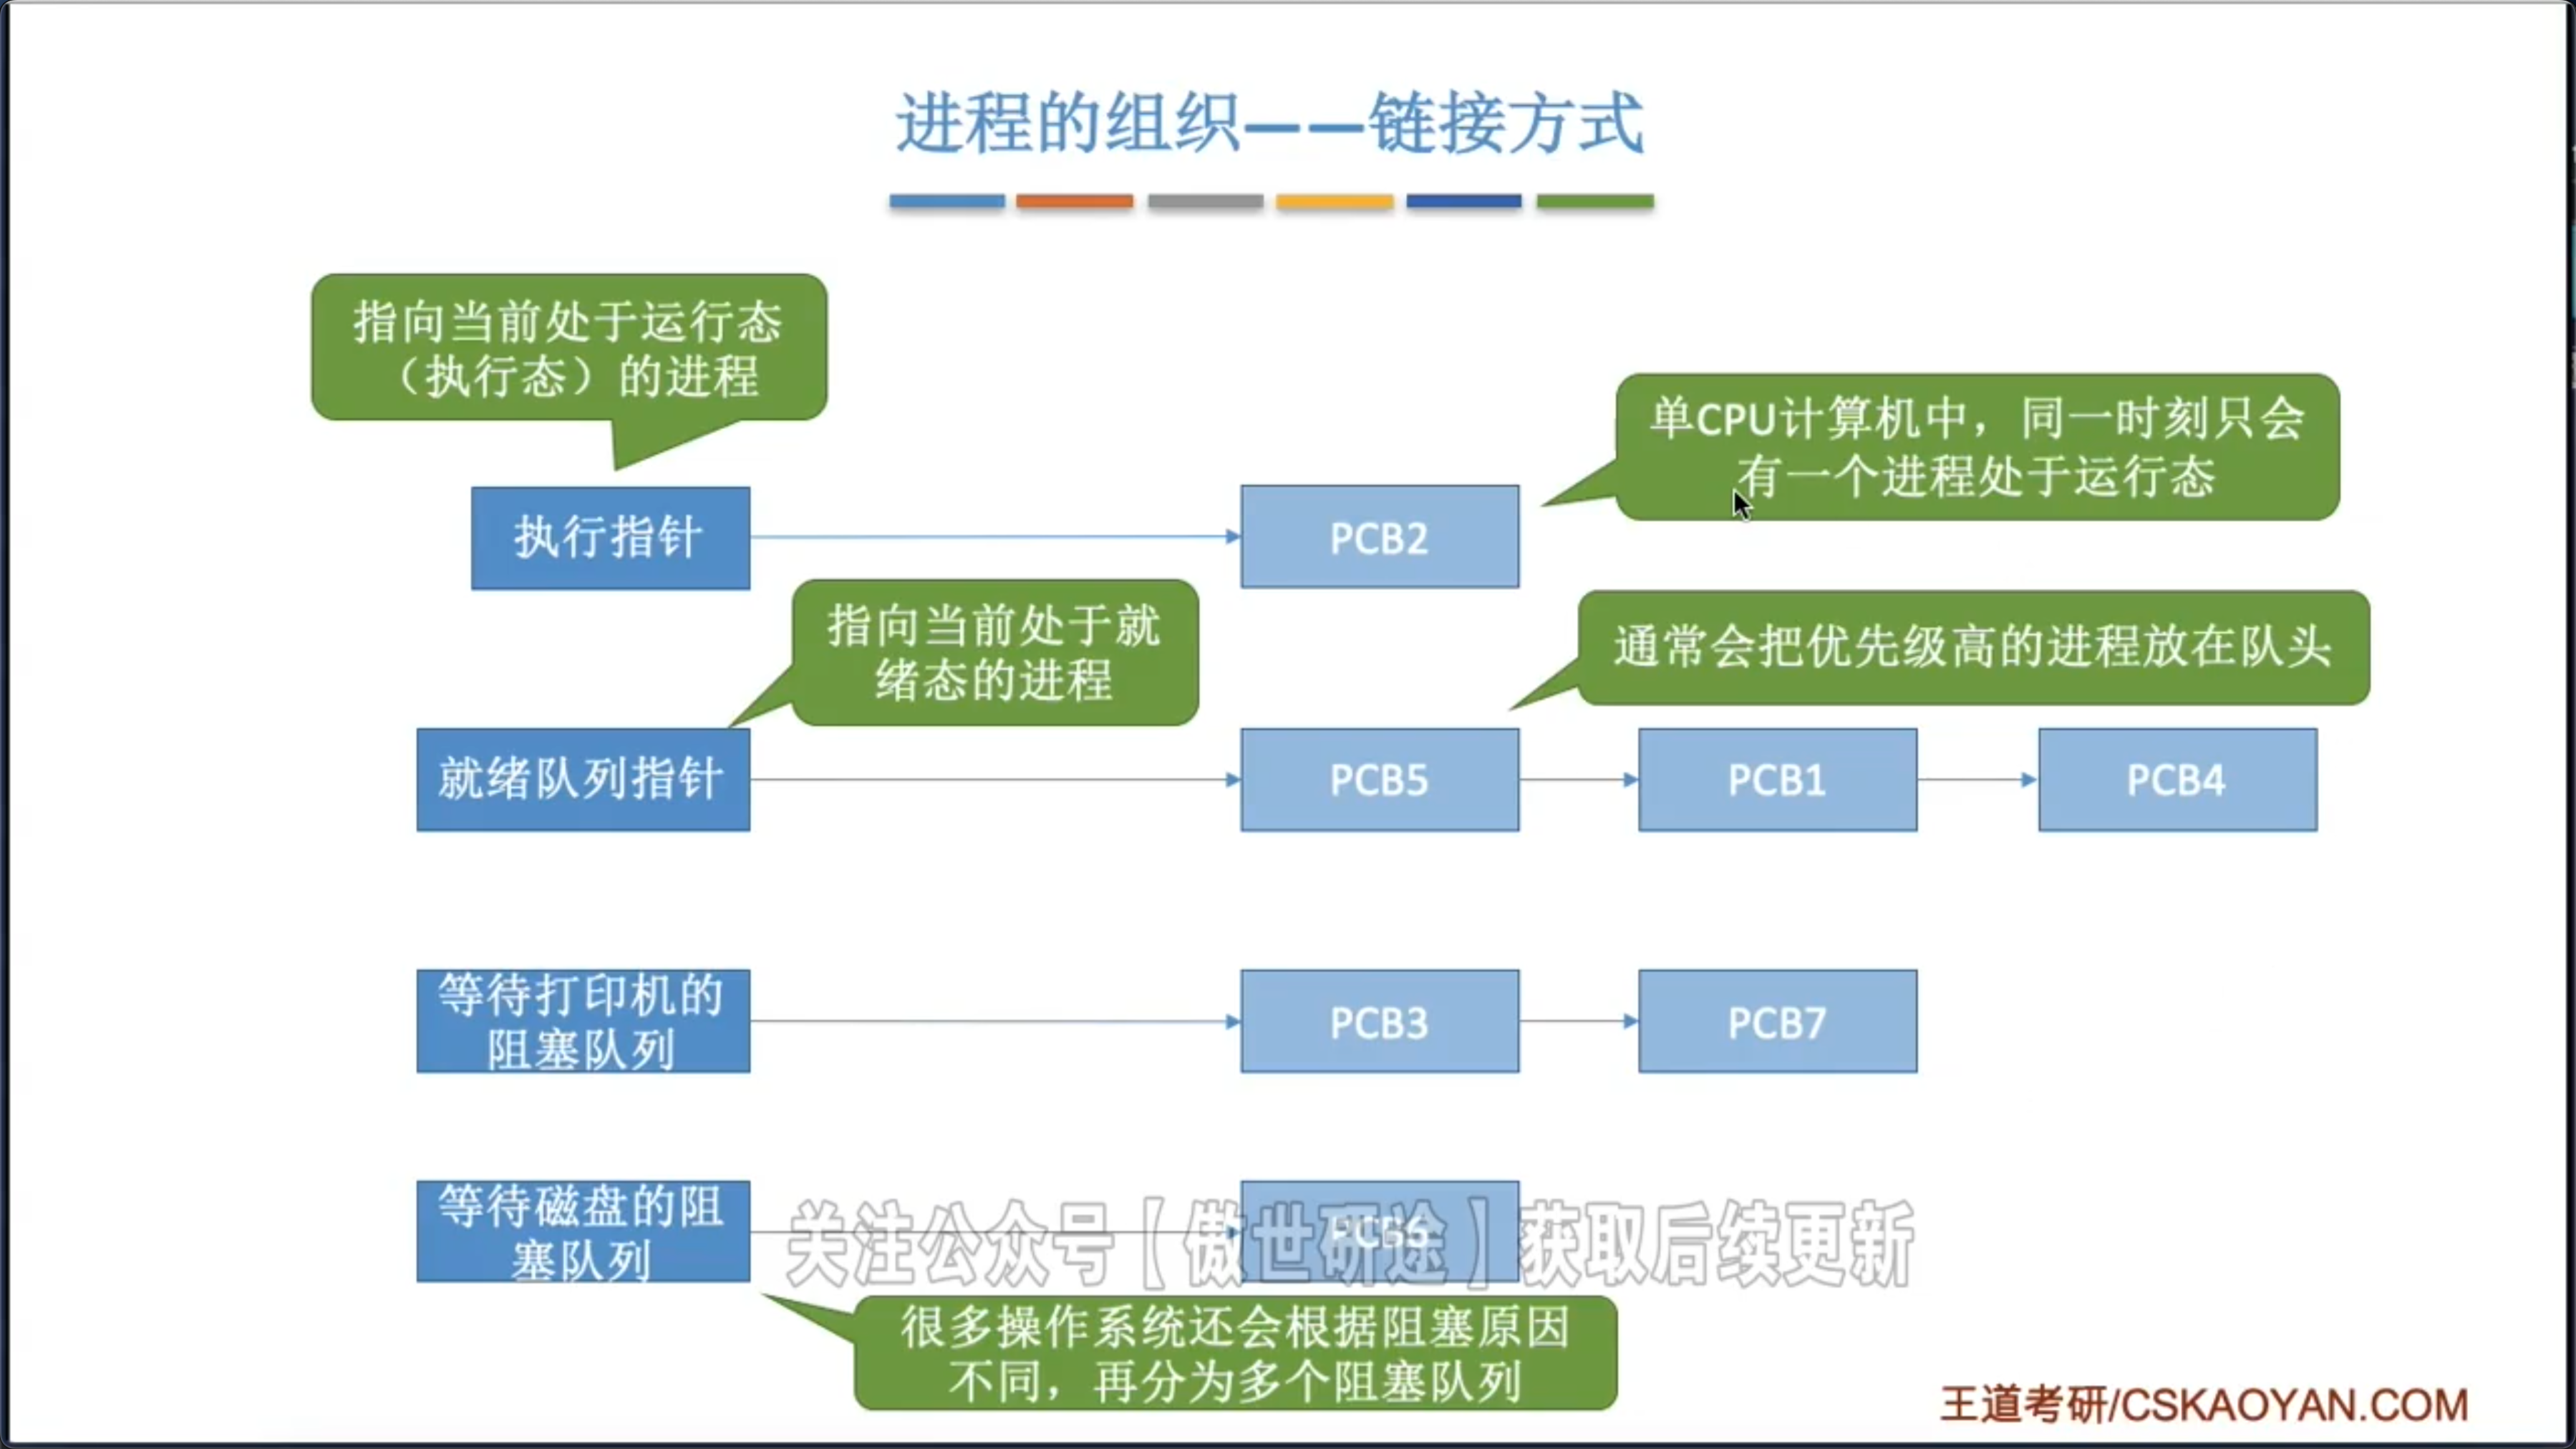 进程的组织——链接方式
指向当前处于运行态
（执行态）的进程
单CPU计算机中，同一时刻只会
有一个进程处于运行态
执行指针
PCB2
指向当前处于就
绪态的进程
通常会把优先级高的进程放在队头
就绪队列指针
PCB5
PCB1
PCB4
等待打印机的
阻塞队列
PCB3
PCB7
等待磁盘的阻
塞队列
PCB6
关注公众号【傲世研途】获取后续更新
很多操作系统还会根据阻塞原因
不同，再分为多个阻塞队列
王道考研/CSKAOYAN.COM